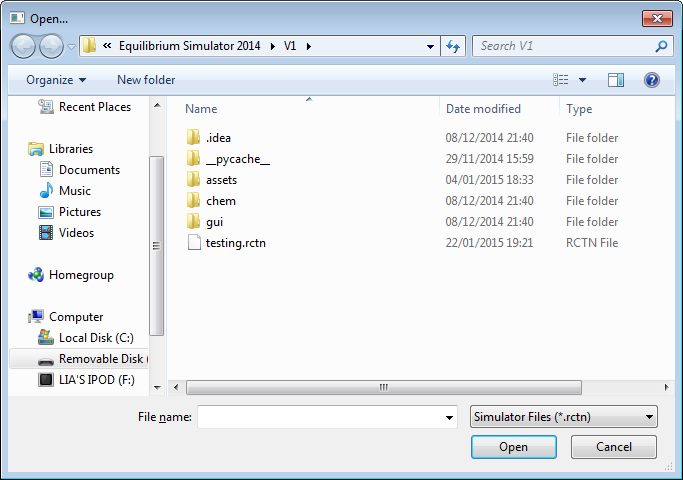 Open...
« Equilibrium Simulator 2014 V1 Search V1
Organize New folder
Recent Places
Libraries
Documents
Music
Pictures
Videos
Homegroup
Computer
Local Disk (C:)
Removable Disk (
LIA'S IPOD (F:)
Name Date modified Type
.idea 08/12/2014 21:40 File folder
__pycache__ 29/11/2014 15:59 File folder
assets 04/01/2015 18:33 File folder
chem 08/12/2014 21:40 File folder
gui 08/12/2014 21:40 File folder
testing.rctn 22/01/2015 19:21 RCTN File
File name: Simulator Files (*.rctn)
Open Cancel